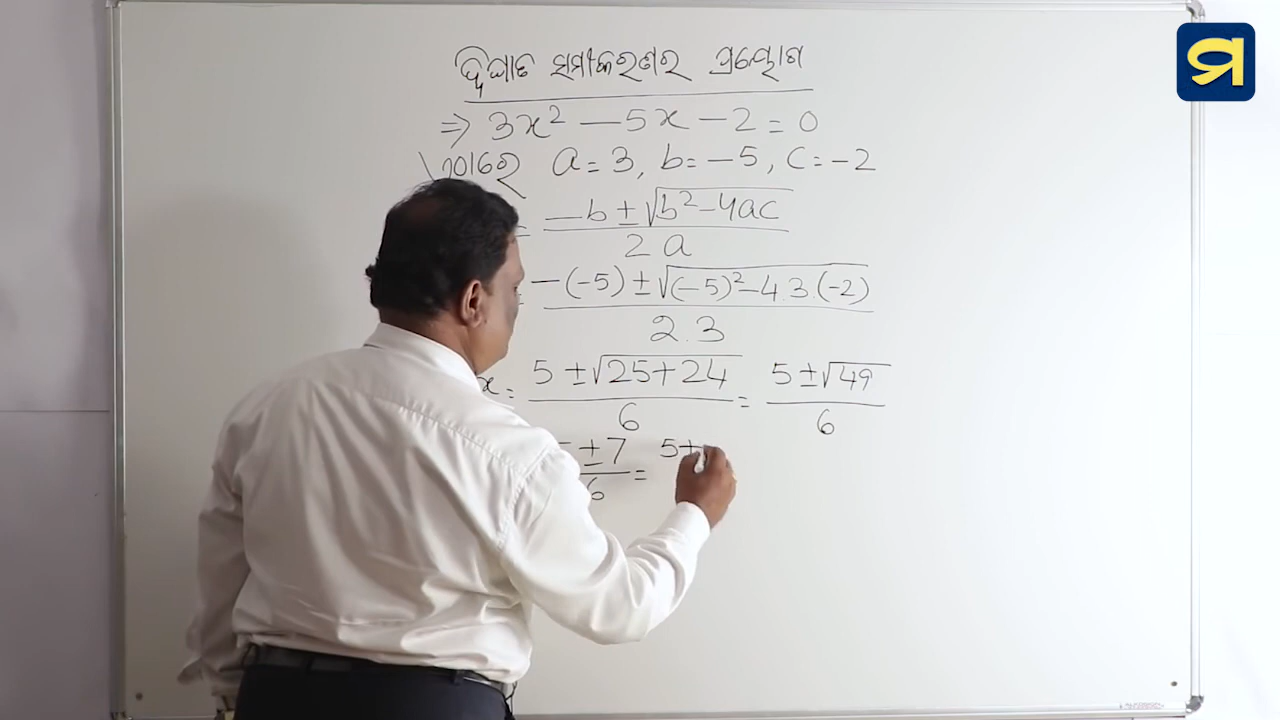 ଦ୍ଵିଘାତ ସମୀକରଣର ପ୍ରୟୋଗ
⇒ 3x² − 5x − 2 = 0
a = 3, b = −5, c = −2
= −b ± √(b² − 4ac) / 2a
= −(−5) ± √((−5)² − 4.3.(−2)) / 2.3
x = 5 ± √(25 + 24) / 6 = 5 ± √49 / 6
± 7 / 6 = 5 ±